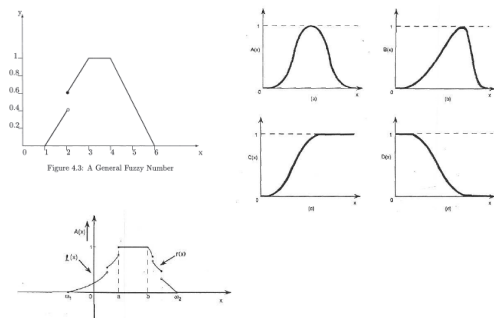 y
1
0.8
0.6
0.4
0.2
0 1 2 3 4 5 6 x
Figure 4.3: A General Fuzzy Number
A(x)
1
0
x
(a)
B(x)
1
0
x
(b)
C(x)
1
0
x
D(x)
1
0
x
(d)
A(x)
1
l(x)
r(x)
ω₁ 0 a b ω₂ x